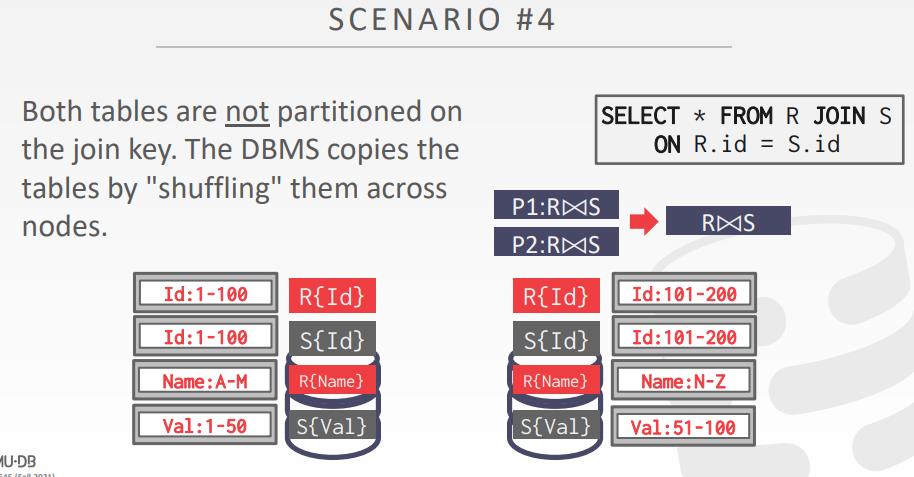 SCENARIO #4
Both tables are not partitioned on
the join key. The DBMS copies the
tables by "shuffling" them across
nodes.
SELECT * FROM R JOIN S
ON R.id = S.id
P1:R⋈S
P2:R⋈S
R⋈S
Id:1-100
R{Id}
Id:1-100
S{Id}
Name:A-M
R{Name}
Val:1-50
S{Val}
R{Id}
Id:101-200
S{Id}
Id:101-200
R{Name}
Name:N-Z
S{Val}
Val:51-100
MU·DB